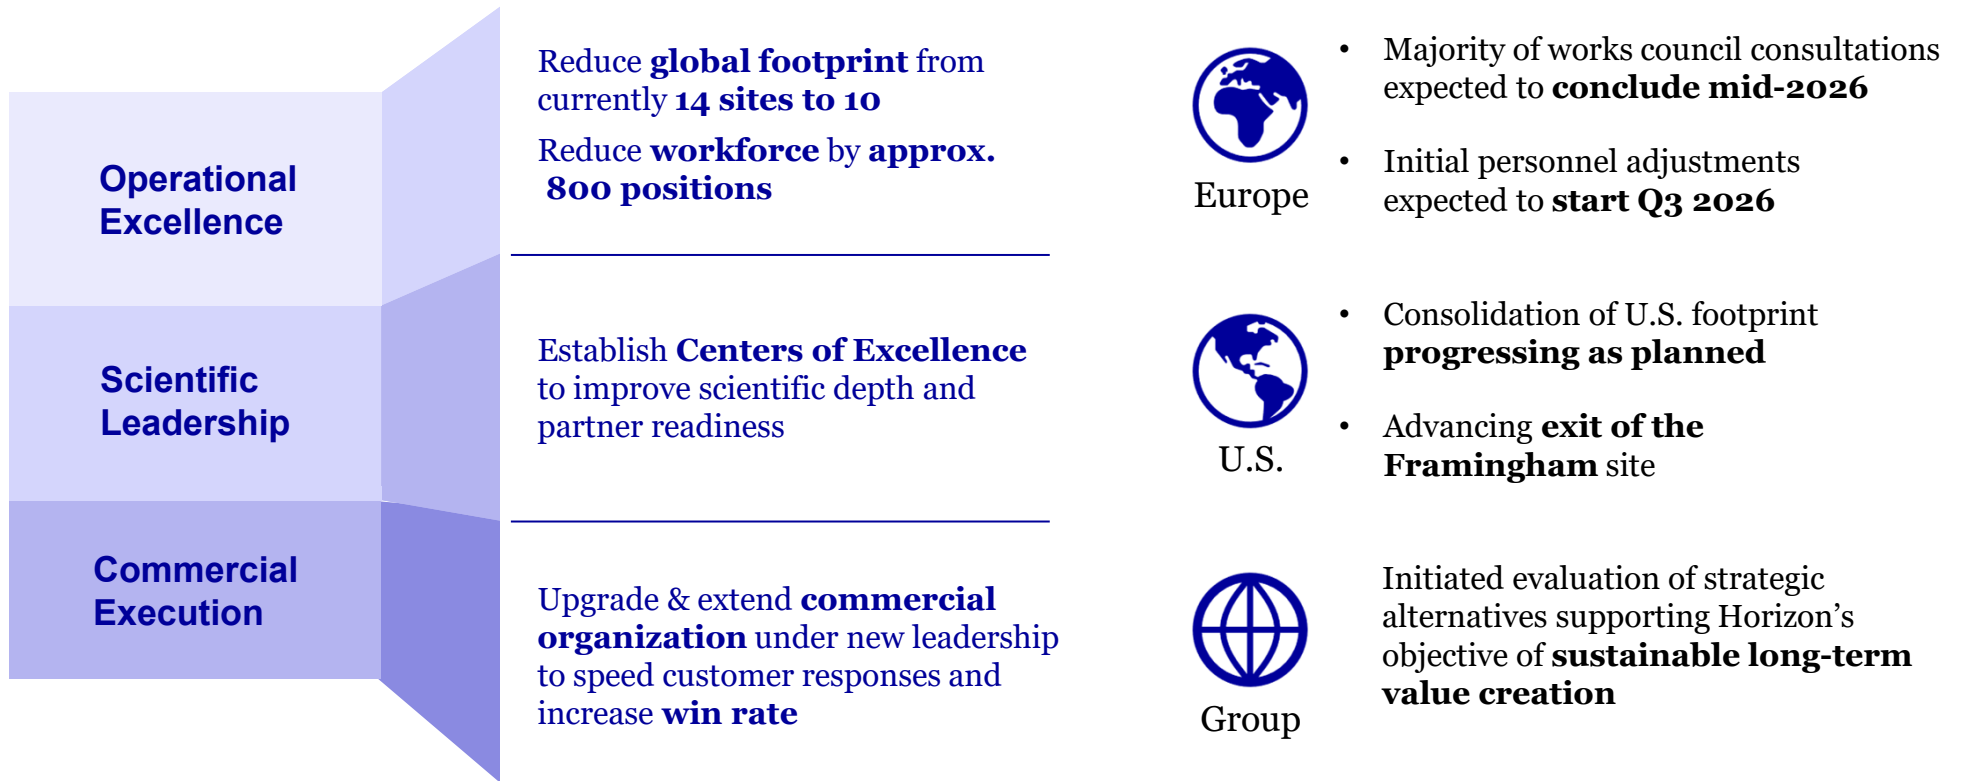 Operational
Excellence
Reduce global footprint from
currently 14 sites to 10
Reduce workforce by approx.
800 positions
Scientific
Leadership
Establish Centers of Excellence
to improve scientific depth and
partner readiness
Commercial
Execution
Upgrade & extend commercial
organization under new leadership
to speed customer responses and
increase win rate
Europe
• Majority of works council consultations
expected to conclude mid-2026
• Initial personnel adjustments
expected to start Q3 2026
U.S.
• Consolidation of U.S. footprint
progressing as planned
• Advancing exit of the
Framingham site
Group
Initiated evaluation of strategic
alternatives supporting Horizon’s
objective of sustainable long-term
value creation